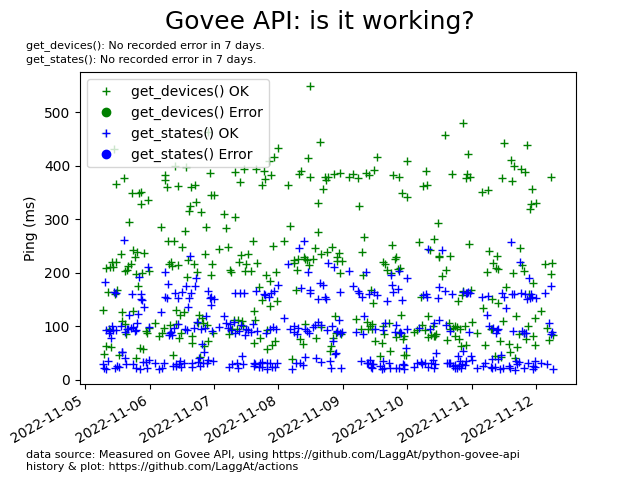 Govee API: is it working?
get_devices(): No recorded error in 7 days.
get_states(): No recorded error in 7 days.
get_devices() OK
get_devices() Error
get_states() OK
get_states() Error
Ping (ms)
500
400
300
200
100
0
2022-11-05
2022-11-06
2022-11-07
2022-11-08
2022-11-09
2022-11-10
2022-11-11
2022-11-12
data source: Measured on Govee API, using https://github.com/LaggAt/python-govee-api
history & plot: https://github.com/LaggAt/actions